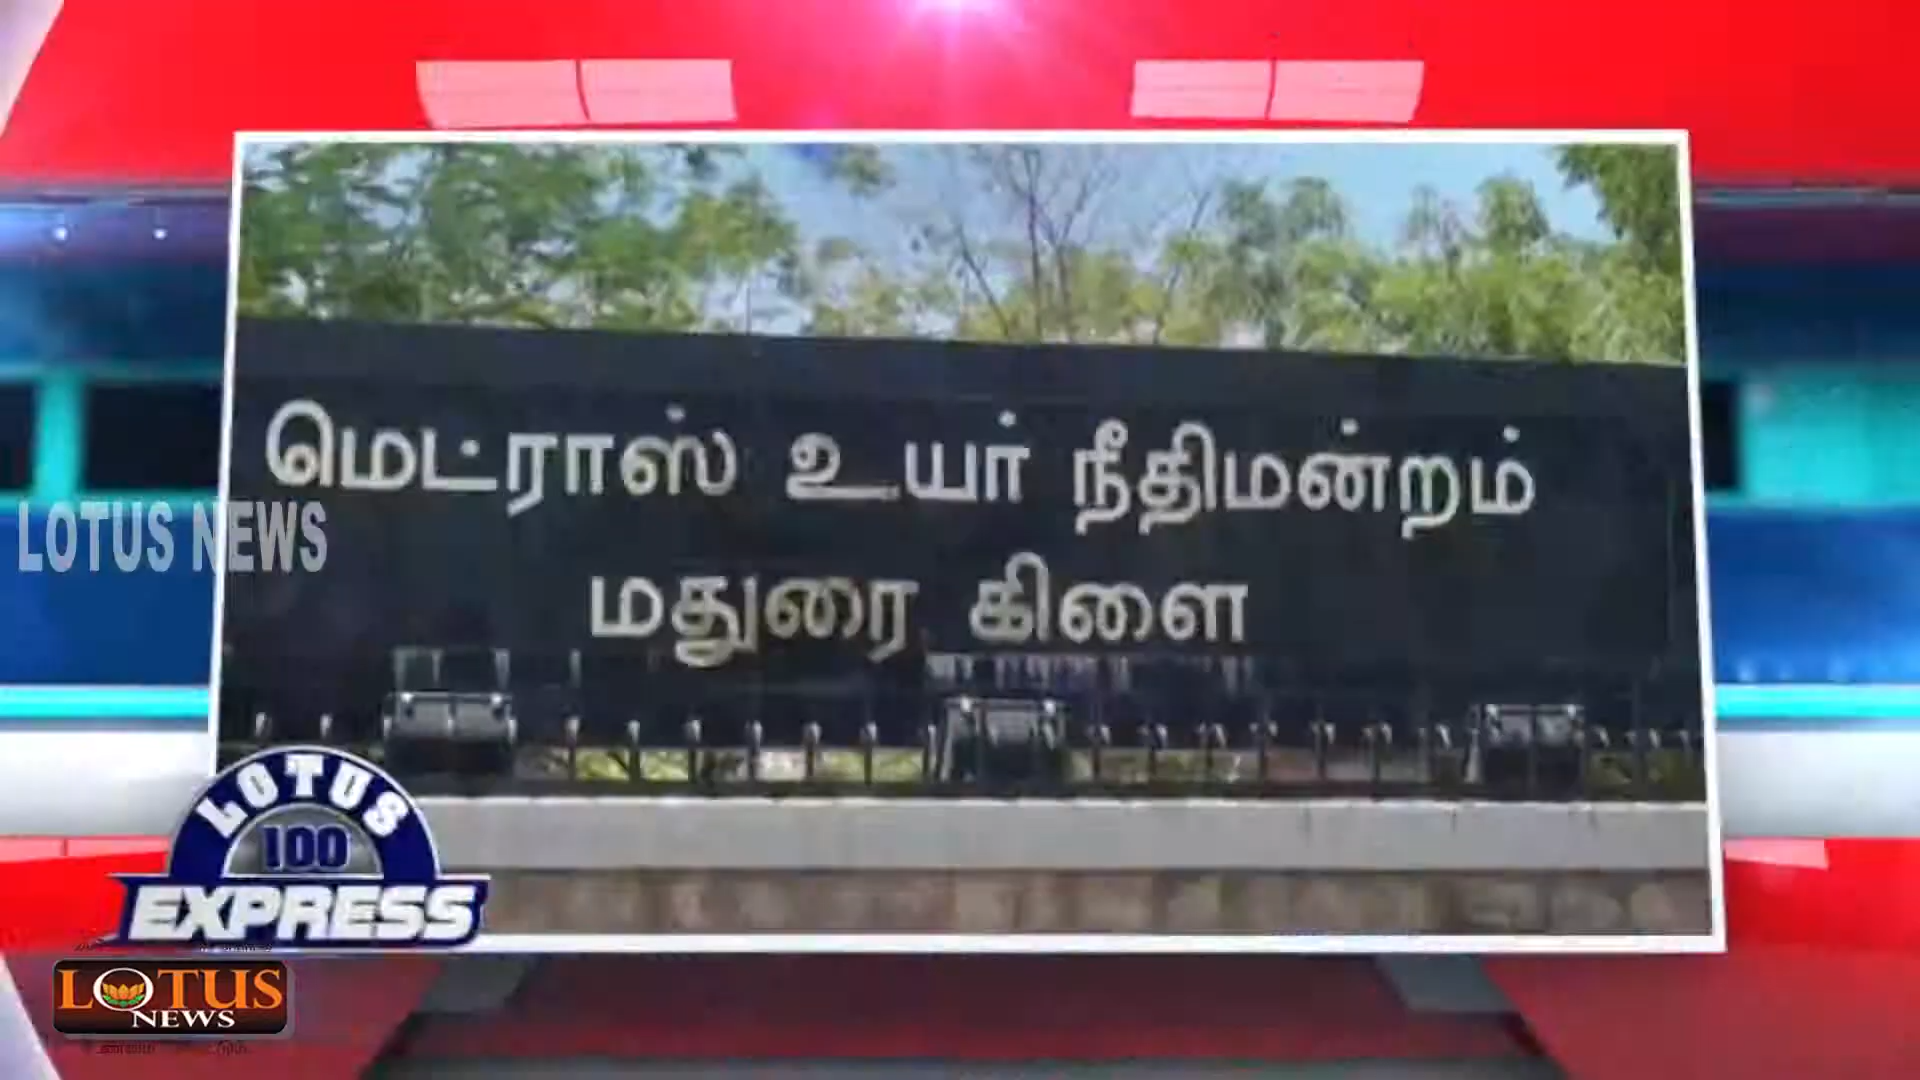 மெட்ராஸ் உயர் நீதிமன்றம்
மதுரை கிளை
LOTUS NEWS
LOTUS
100
EXPRESS
LOTUS
NEWS